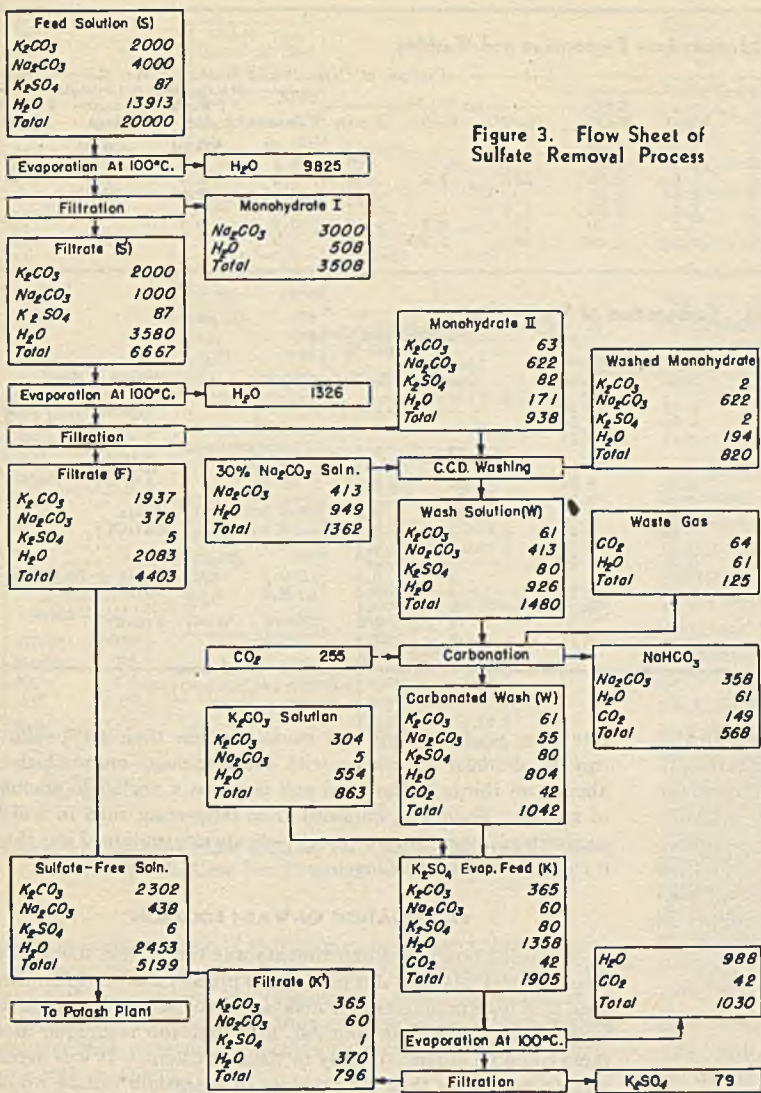 Feed Solution (S)
K₂CO₃ 2000
Na₂CO₃ 4000
K₂SO₄ 87
H₂O 13913
Total 20000
Figure 3. Flow Sheet of
Sulfate Removal Process
Evaporation At 100°C.
H₂O 9825
Filtration
Monohydrate I
Na₂CO₃ 3000
H₂O 508
Total 3508
Filtrate (S')
K₂CO₃ 2000
Na₂CO₃ 1000
K₂SO₄ 87
H₂O 3580
Total 6667
Evaporation At 100°C.
H₂O 1326
Filtration
Monohydrate II
K₂CO₃ 63
Na₂CO₃ 622
K₂SO₄ 82
H₂O 171
Total 938
Washed Monohydrate
K₂CO₃ 2
Na₂CO₃ 622
K₂SO₄ 2
H₂O 194
Total 820
Filtrate (F)
K₂CO₃ 1937
Na₂CO₃ 378
K₂SO₄ 5
H₂O 2083
Total 4403
30% Na₂CO₃ Soln.
Na₂CO₃ 413
H₂O 949
Total 1362
C.C.D. Washing
Wash Solution (W)
K₂CO₃ 61
Na₂CO₃ 413
K₂SO₄ 80
H₂O 926
Total 1480
Waste Gas
CO₂ 64
H₂O 61
Total 125
CO₂ 255
Carbonation
NaHCO₃
Na₂CO₃ 358
H₂O 61
CO₂ 149
Total 568
Carbonated Wash (W)
K₂CO₃ 61
Na₂CO₃ 55
K₂SO₄ 80
H₂O 804
CO₂ 42
Total 1042
K₂CO₃ Solution
K₂CO₃ 304
Na₂CO₃ 5
H₂O 554
Total 863
Sulfate-Free Soln.
K₂CO₃ 2302
Na₂CO₃ 438
K₂SO₄ 6
H₂O 2453
Total 5199
To Potash Plant
K₂SO₄ Evap. Feed (K)
K₂CO₃ 365
Na₂CO₃ 60
K₂SO₄ 80
H₂O 1358
CO₂ 42
Total 1905
H₂O 988
CO₂ 42
Total 1030
Filtrate (K')
K₂CO₃ 365
Na₂CO₃ 60
K₂SO₄ 1
H₂O 370
Total 796
Evaporation At 100°C.
Filtration
K₂SO₄ 79